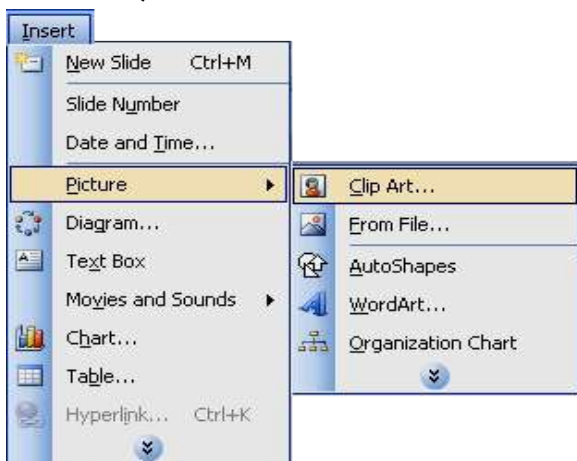 Insert
New Slide Ctrl+M
Slide Number
Date and Time...
Picture
Diagram...
Text Box
Movies and Sounds
Chart...
Table...
Hyperlink... Ctrl+K
Clip Art...
From File...
AutoShapes
WordArt...
Organization Chart